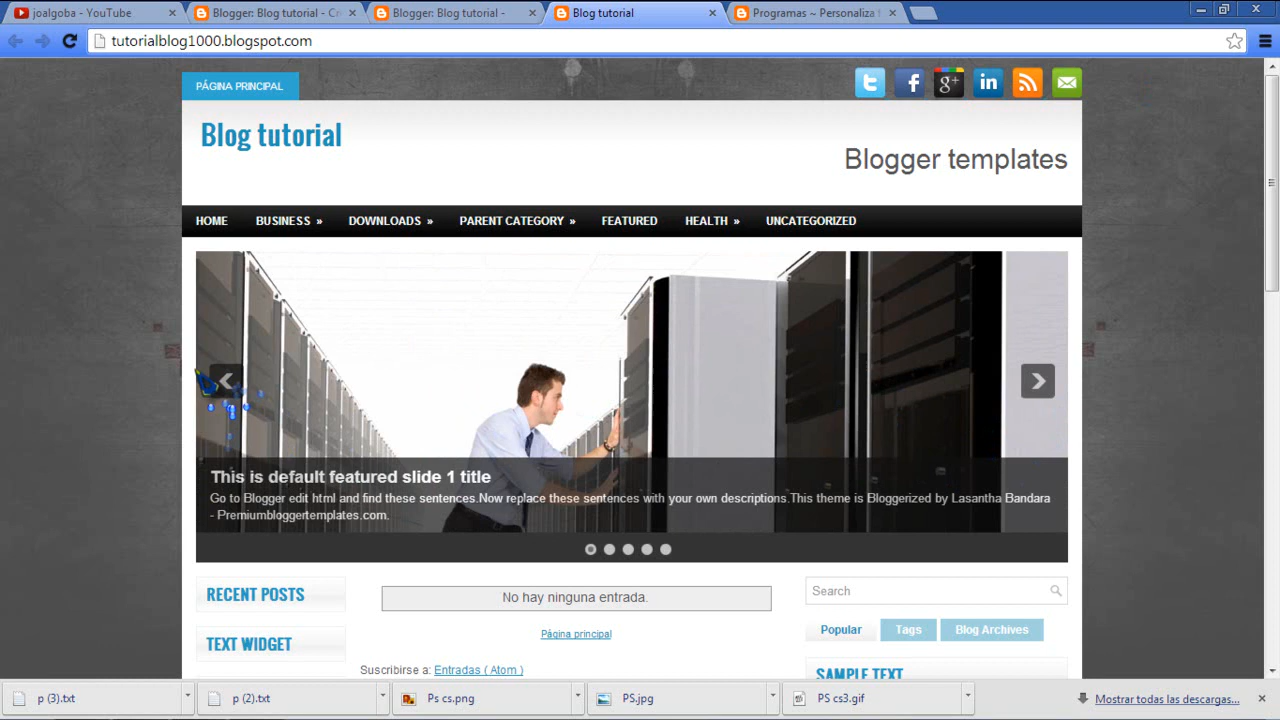 joalgoba - YouTube
Blogger: Blog tutorial - Cr
Blogger: Blog tutorial -
Blog tutorial
Programas ~ Personaliza
tutorialblog1000.blogspot.com
PÁGINA PRINCIPAL
Blog tutorial
Blogger templates
HOME BUSINESS » DOWNLOADS » PARENT CATEGORY » FEATURED HEALTH » UNCATEGORIZED
This is default featured slide 1 title
Go to Blogger edit html and find these sentences.Now replace these sentences with your own descriptions.This theme is Bloggerized by Lasantha Bandara
- Premiumbloggertemplates.com.
RECENT POSTS
TEXT WIDGET
No hay ninguna entrada.
Página principal
Suscribirse a: Entradas ( Atom )
Search
Popular Tags Blog Archives
SAMPLE TEXT
p (3).txt
p (2).txt
Ps cs.png
PS.jpg
PS cs3.gif
Mostrar todas las descargas...